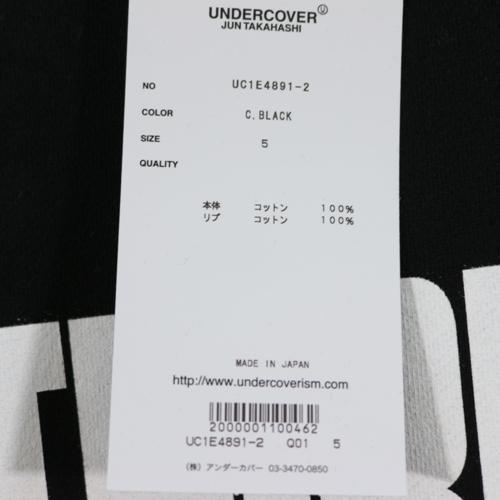 UNDERCOVER Ⓤ
JUN TAKAHASHI
NO UC1E4891-2
COLOR C.BLACK
SIZE 5
QUALITY
本体 コットン 100%
リブ コットン 100%
MADE IN JAPAN
http://www.undercoverism.com
2000001100462
UC1E4891-2 Q01 5
(株) アンダーカバー 03-3470-0850